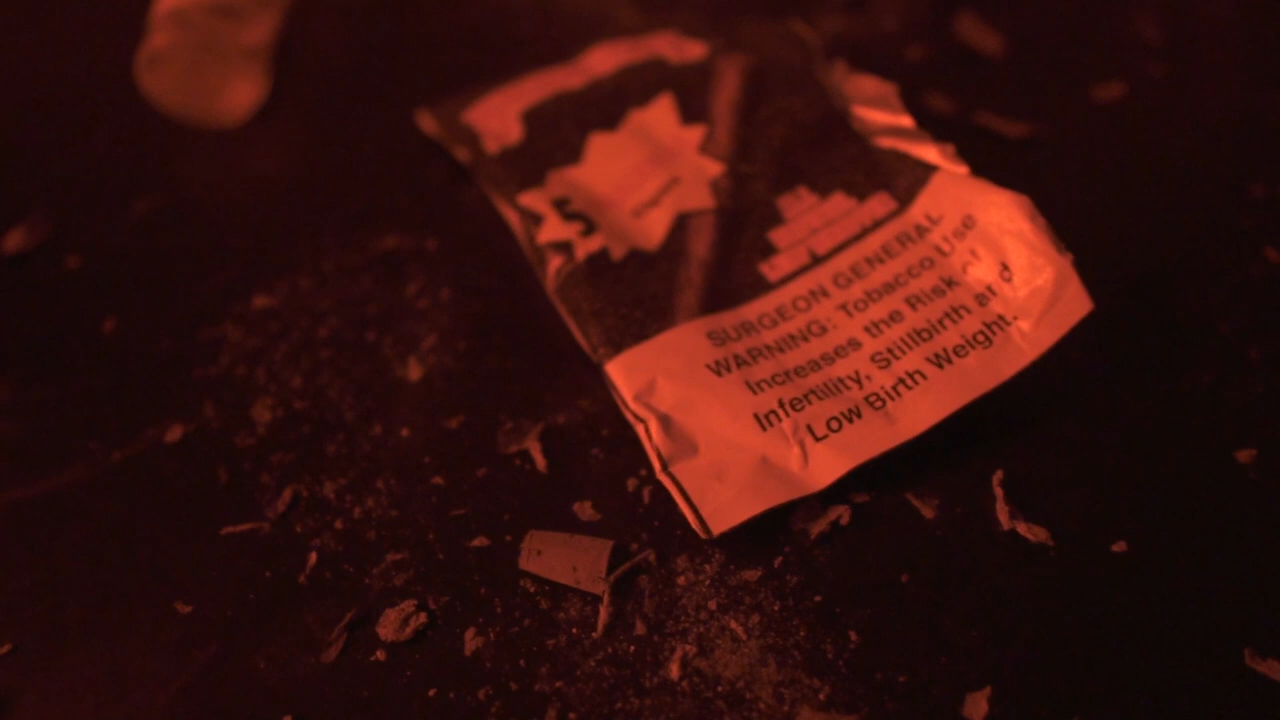 SURGEON GENERAL
WARNING: Tobacco Use
Increases the Risk of
Infertility, Stillbirth and
Low Birth Weight.